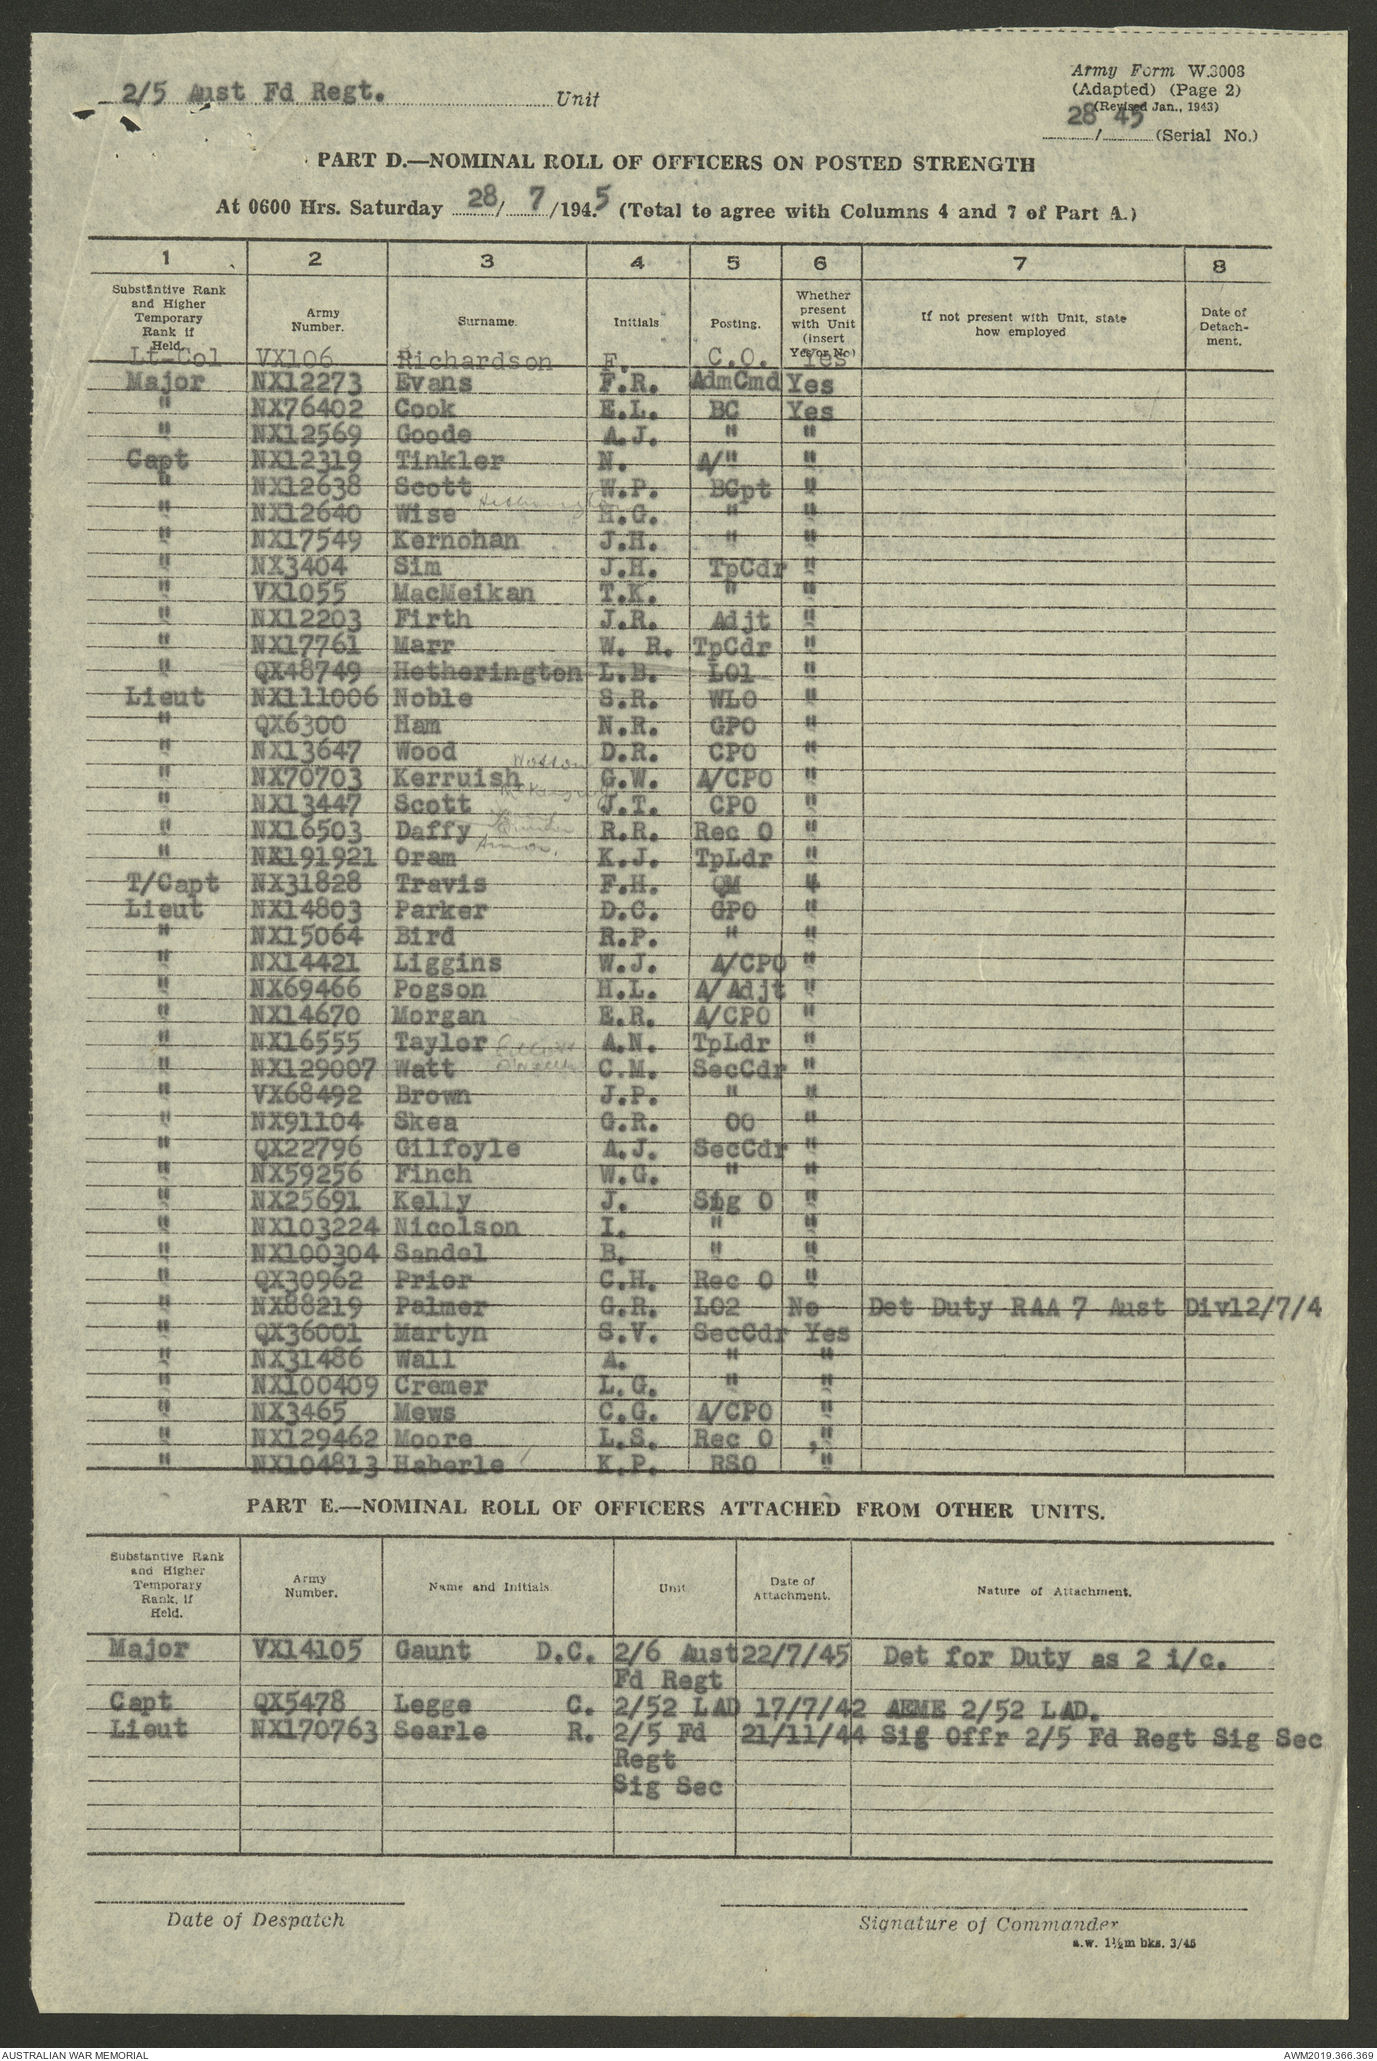 2/5 Aust Fd Regt. Unit
Army Form W.3008
(Adapted) (Page 2)
(Revised Jan., 1943)
28/45 (Serial No.)
PART D.—NOMINAL ROLL OF OFFICERS ON POSTED STRENGTH
At 0600 Hrs. Saturday 28/7/1945 (Total to agree with Columns 4 and 7 of Part A.)
1 2 3 4 5 6 7 8
Substantive Rank and Higher Temporary Rank if Held. Army Number. Surname. Initials. Posting. Whether present with Unit (insert Yes or No) If not present with Unit, state how employed Date of Detach- ment.
Lt-Col VX106 Richardson F. C.O. Yes
Major NX12273 Evans F.R. AdmCmd Yes
" NX76402 Cook E.L. BC Yes
" NX12569 Goode A.J. " "
Capt NX12319 Tinkler N. A/" "
" NX12638 Scott W.P. BCpt "
" NX12640 Wise H.G. " "
" NX17549 Kernohan J.H. " "
" NX3404 Sim J.H. TpCdr "
" VX1055 MacMeikan T.K. " "
" NX12203 Firth J.R. Adjt "
" NX17761 Marr W. R. TpCdr "
" QX48749 Hetherington L.B. LO1 "
Lieut NX111006 Noble S.R. WLO "
" QX6300 Ham N.R. GPO "
" NX13647 Wood D.R. CPO "
" NX70703 Kerruish G.W. A/CPO "
" NX13447 Scott J.T. CPO "
" NX16503 Daffy R.R. Rec O "
" NX191921 Oram K.J. TpLdr "
T/Capt NX31828 Travis F.H. QM "
Lieut NX14803 Parker D.C. GPO "
" NX15064 Bird R.P. " "
" NX14421 Liggins W.J. A/CPO "
" NX69466 Pogson H.L. A/Adjt "
" NX14670 Morgan E.R. A/CPO "
" NX16555 Taylor A.N. TpLdr "
" NX129007 Watt C.M. SecCdr "
" VX68492 Brown J.P. " "
" NX91104 Skea G.R. OO "
" QX22796 Gilfoyle A.J. SecCdr "
" NX59256 Finch W.G. " "
" NX25691 Kelly J. Sig O "
" NX103224 Nicolson I. " "
" NX100304 Sandel B. " "
" QX30962 Prior C.H. Rec O "
" NX88219 Palmer G.R. LO2 No Det Duty RAA 7 Aust Div12/7/4
" QX36001 Martyn S.V. SecCdr Yes
" NX31486 Wall A. " "
" NX100409 Cremer L.G. " "
" NX3465 Mews C.G. A/CPO "
" NX129462 Moore L.S. Rec O "
" NX104813 Haberle K.P. RSO "
PART E.—NOMINAL ROLL OF OFFICERS ATTACHED FROM OTHER UNITS.
Substantive Rank and Higher Temporary Rank, if Held. Army Number. Name and Initials. Unit Date of Attachment. Nature of Attachment.
Major VX14105 Gaunt D.C. 2/6 Aust 22/7/45 Det for Duty as 2 i/c.
Fd Regt
Capt QX5478 Legge C. 2/52 LAD 17/7/42 AEME 2/52 LAD.
Lieut NX170763 Searle R. 2/5 Fd 21/11/44 Sig Offr 2/5 Fd Regt Sig Sec
Regt
Sig Sec
Date of Despatch
Signature of Commander
a.w. 1½m bks. 3/45
AUSTRALIAN WAR MEMORIAL AWM2019.366.369